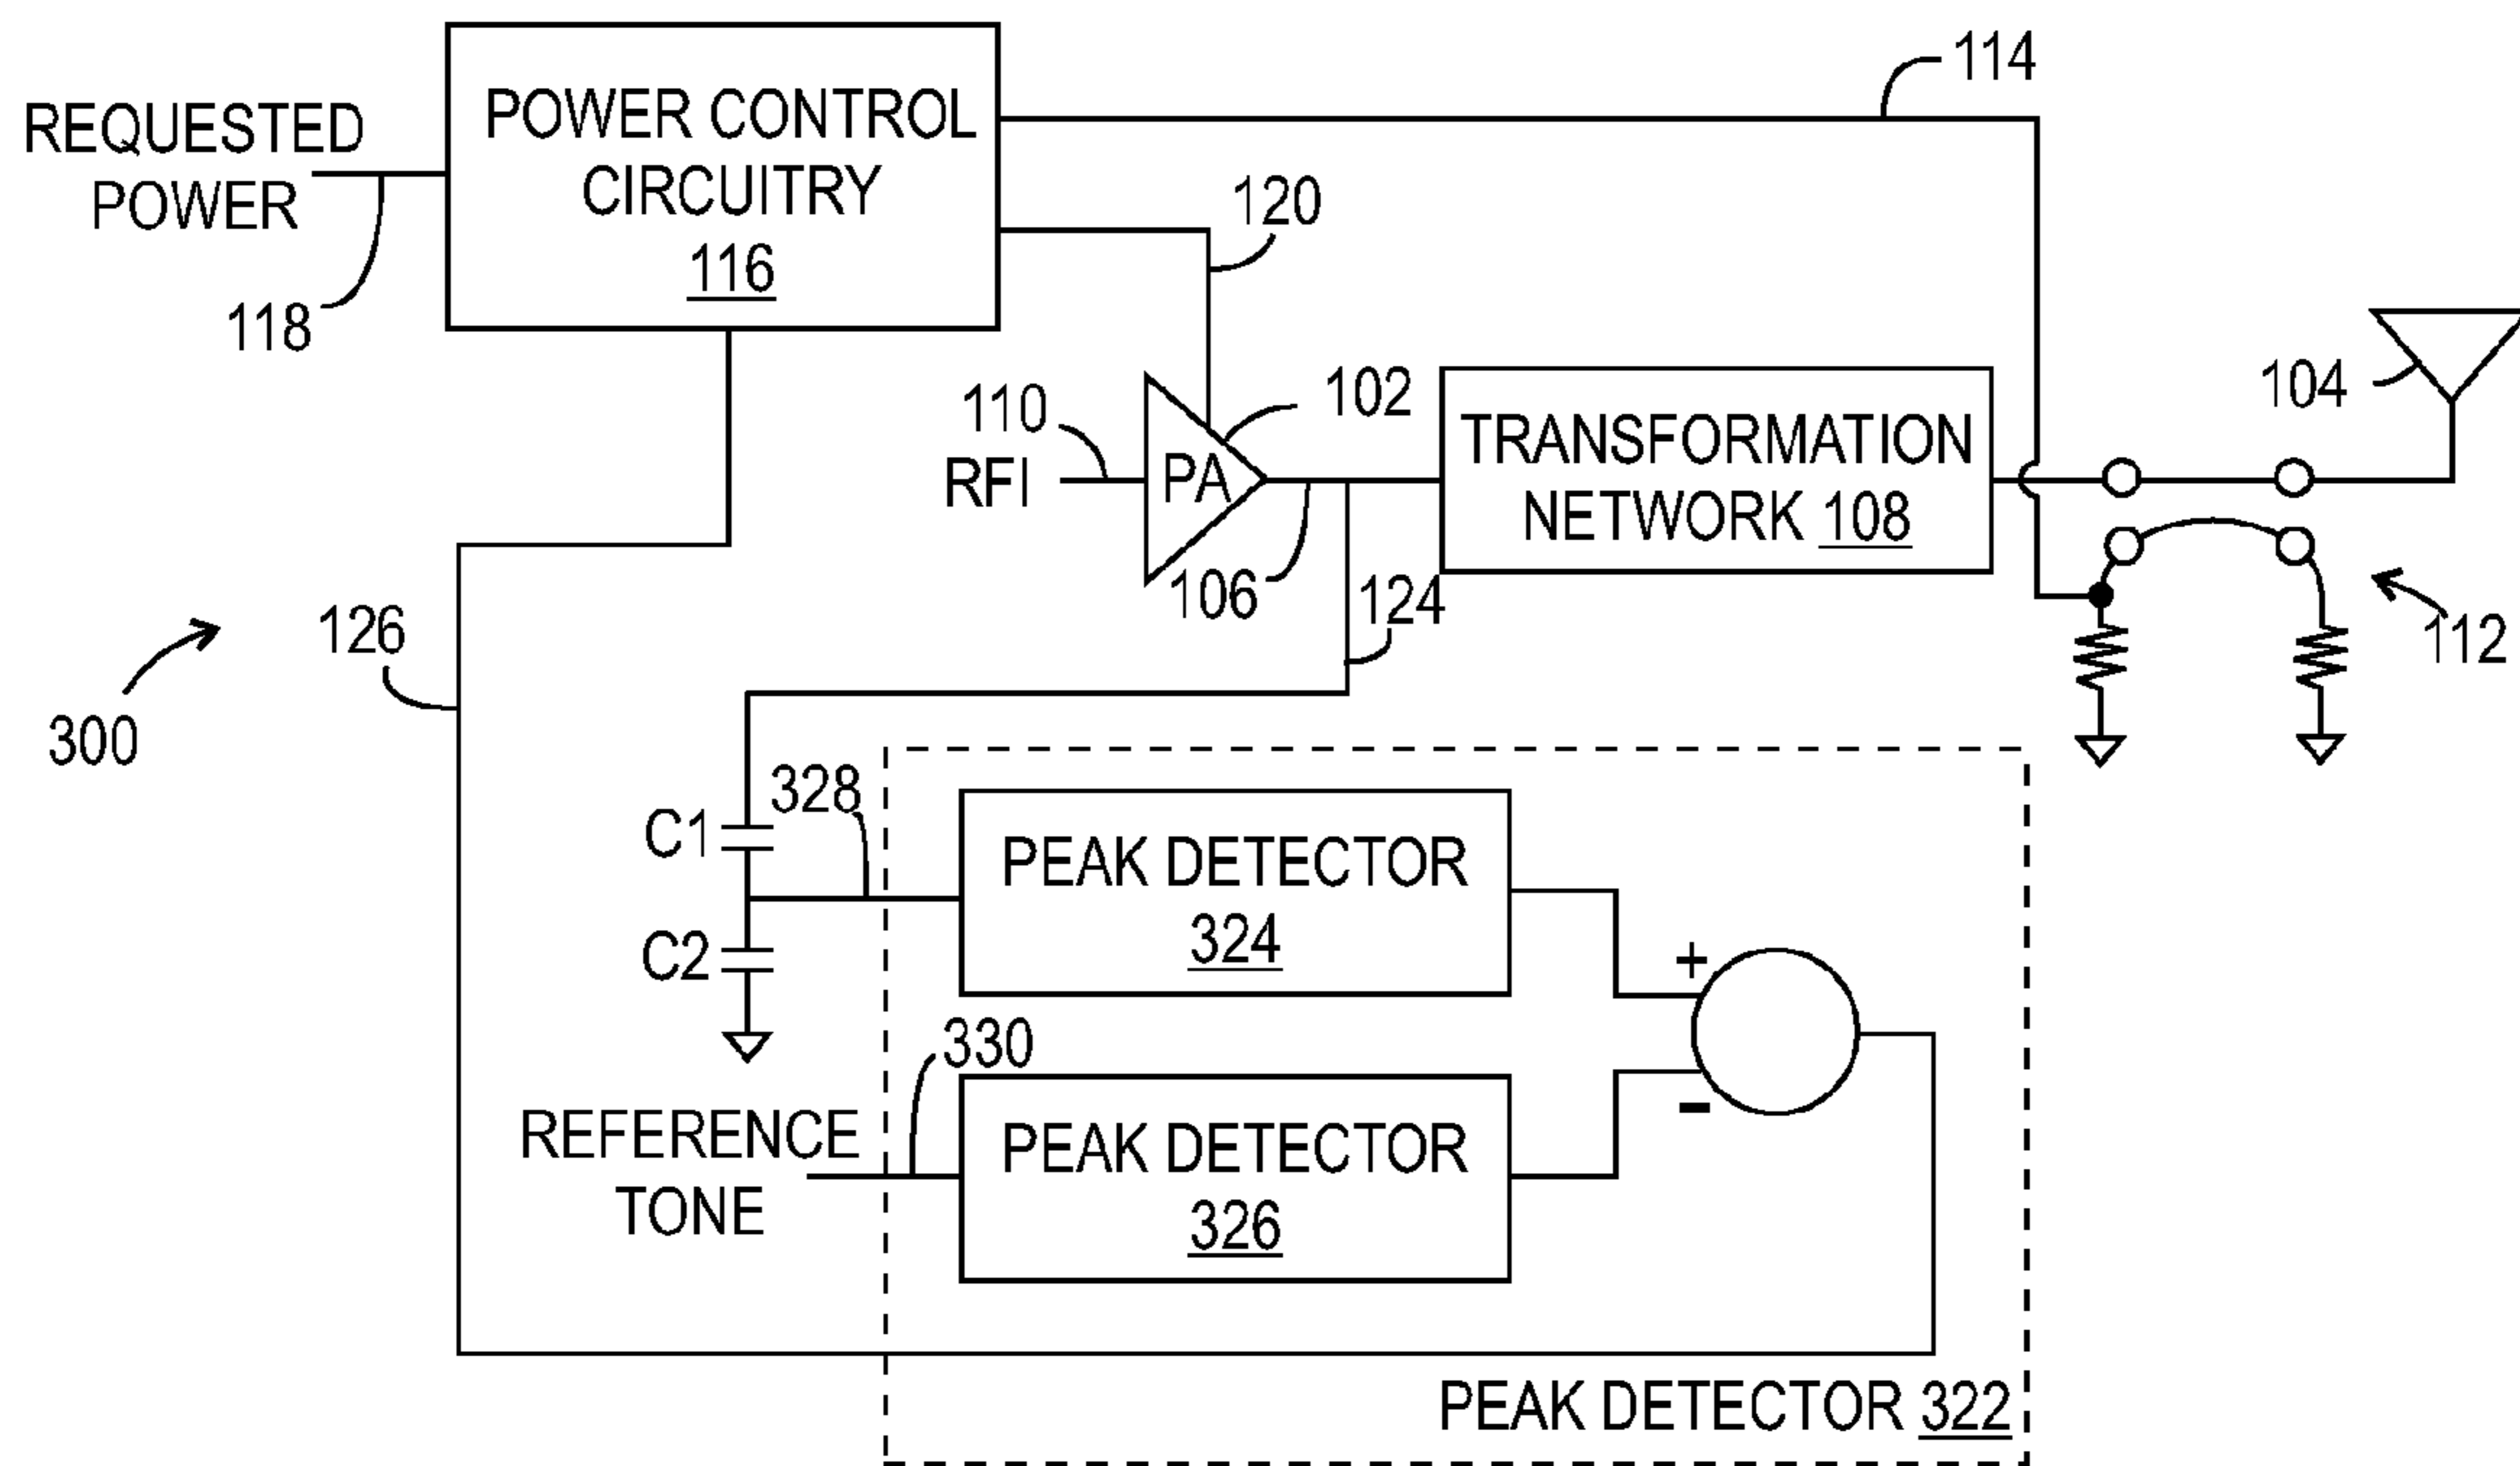 REQUESTED
POWER
118
POWER CONTROL
CIRCUITRY
116
114
120
110
RFI
PA
102
106
124
TRANSFORMATION
NETWORK 108
104
112
126
300
328
C1
C2
PEAK DETECTOR
324
+
-
330
REFERENCE
TONE
PEAK DETECTOR
326
PEAK DETECTOR 322